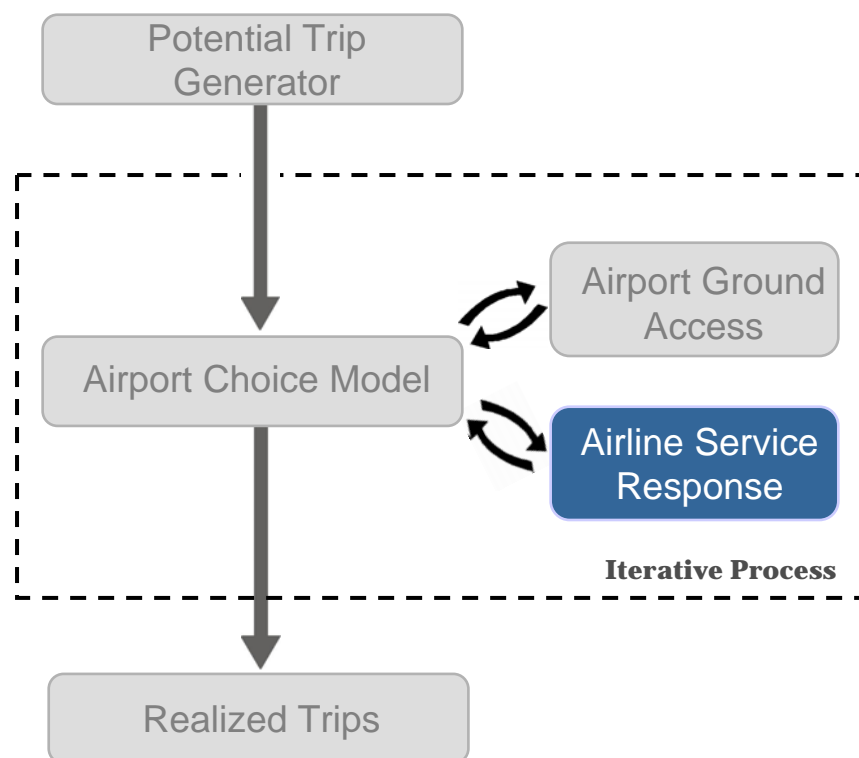 Potential Trip
Generator
Airport Ground
Access
Airport Choice Model
Airline Service
Response
Iterative Process
Realized Trips